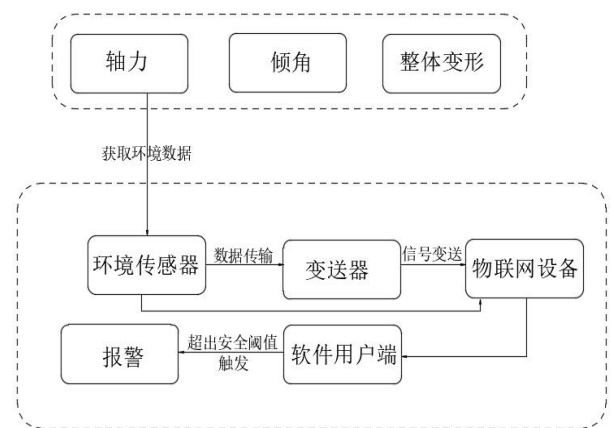 轴力
倾角
整体变形
获取环境数据
环境传感器
数据传输
变送器
信号变送
物联网设备
报警
超出安全阈值
触发
软件用户端